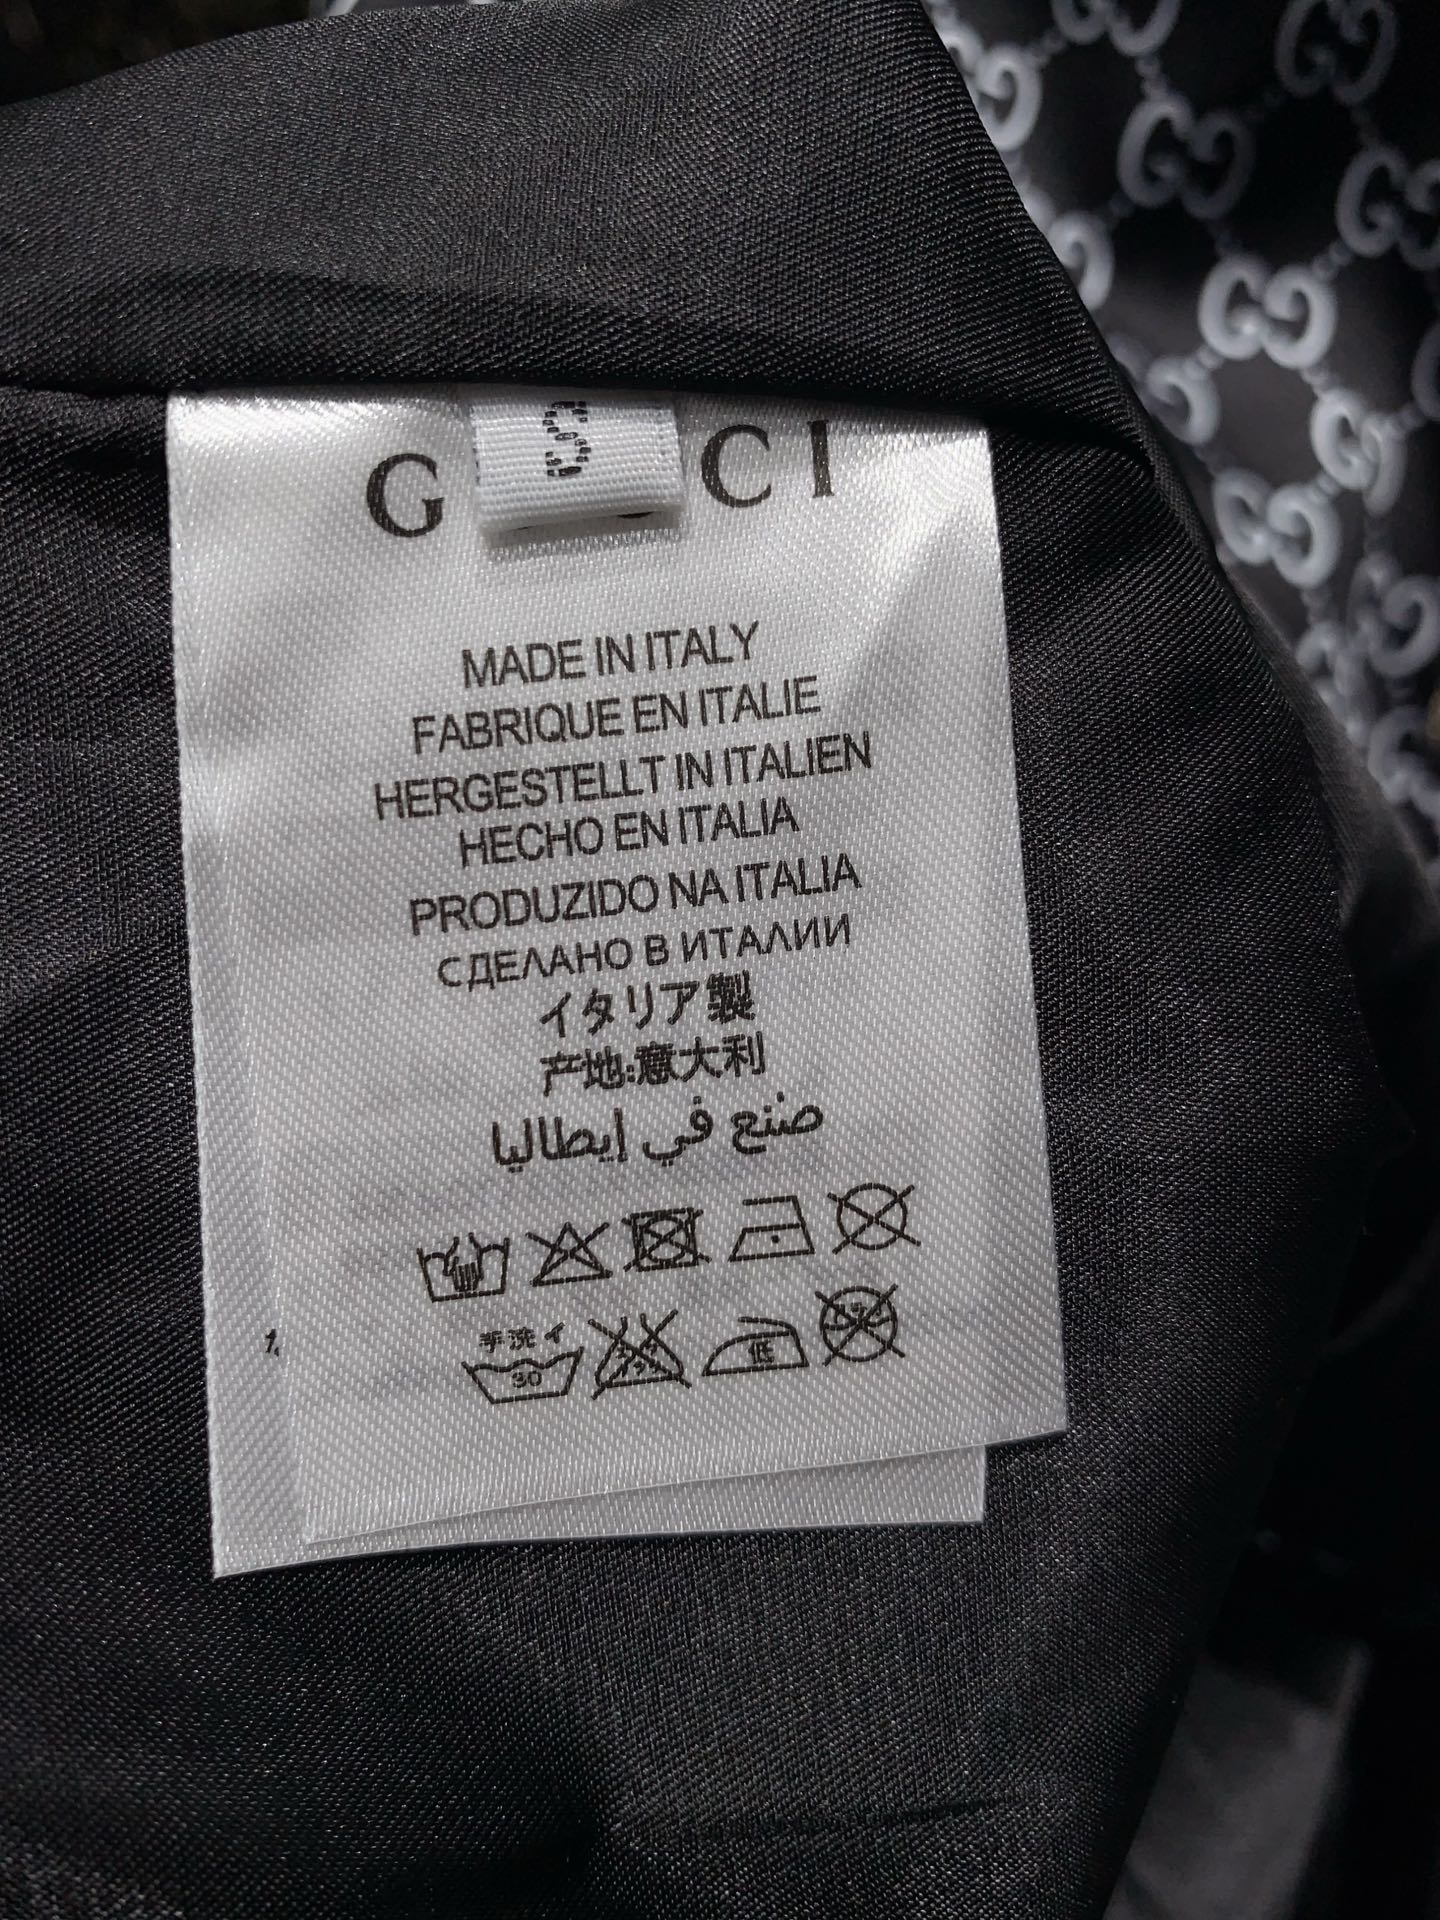 G CI
S
MADE IN ITALY
FABRIQUE EN ITALIE
HERGESTELLT IN ITALIEN
HECHO EN ITALIA
PRODUZIDO NA ITALIA
СДЕЛАНО В ИТАЛИИ
イタリア製
产地:意大利
صنع في إيطاليا
手洗イ
30
低